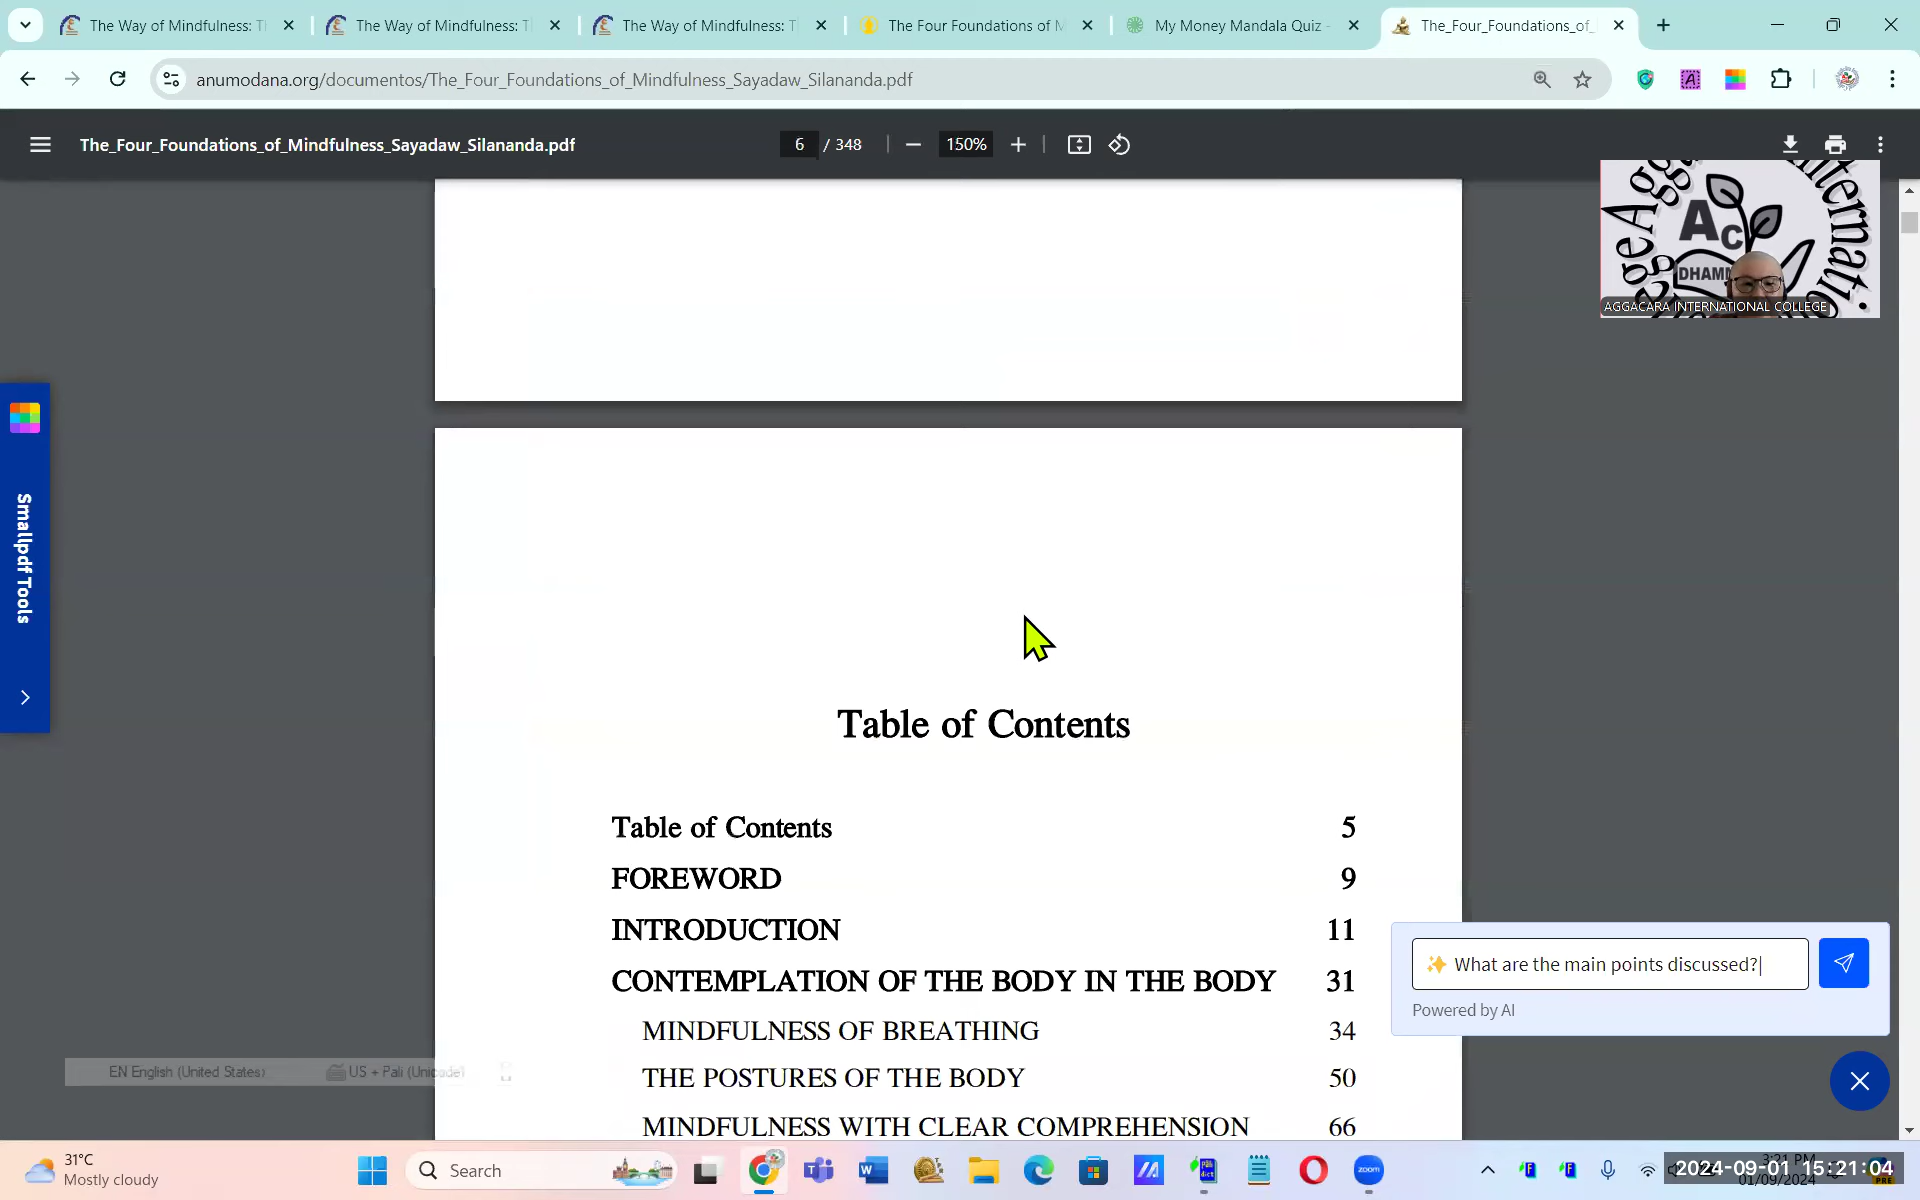 The Way of Mindfulness: T
The Way of Mindfulness: T
The Way of Mindfulness: T
The Four Foundations of M
My Money Mandala Quiz -
The_Four_Foundations_of_
anumodana.org/documentos/The_Four_Foundations_of_Mindfulness_Sayadaw_Silananda.pdf
The_Four_Foundations_of_Mindfulness_Sayadaw_Silananda.pdf
6 / 348
150%
DHAM
AC
AGGACARA INTERNATIONAL COLLEGE
Smallpdf Tools
Table of Contents
Table of Contents 5
FOREWORD 9
INTRODUCTION 11
CONTEMPLATION OF THE BODY IN THE BODY 31
MINDFULNESS OF BREATHING 34
THE POSTURES OF THE BODY 50
MINDFULNESS WITH CLEAR COMPREHENSION 66
What are the main points discussed?
Powered by AI
EN English (United States)
US + Pali (Unicode)
31°C
Mostly cloudy
Search
zoom
2024-09-01 15:21:04
01/09/2024